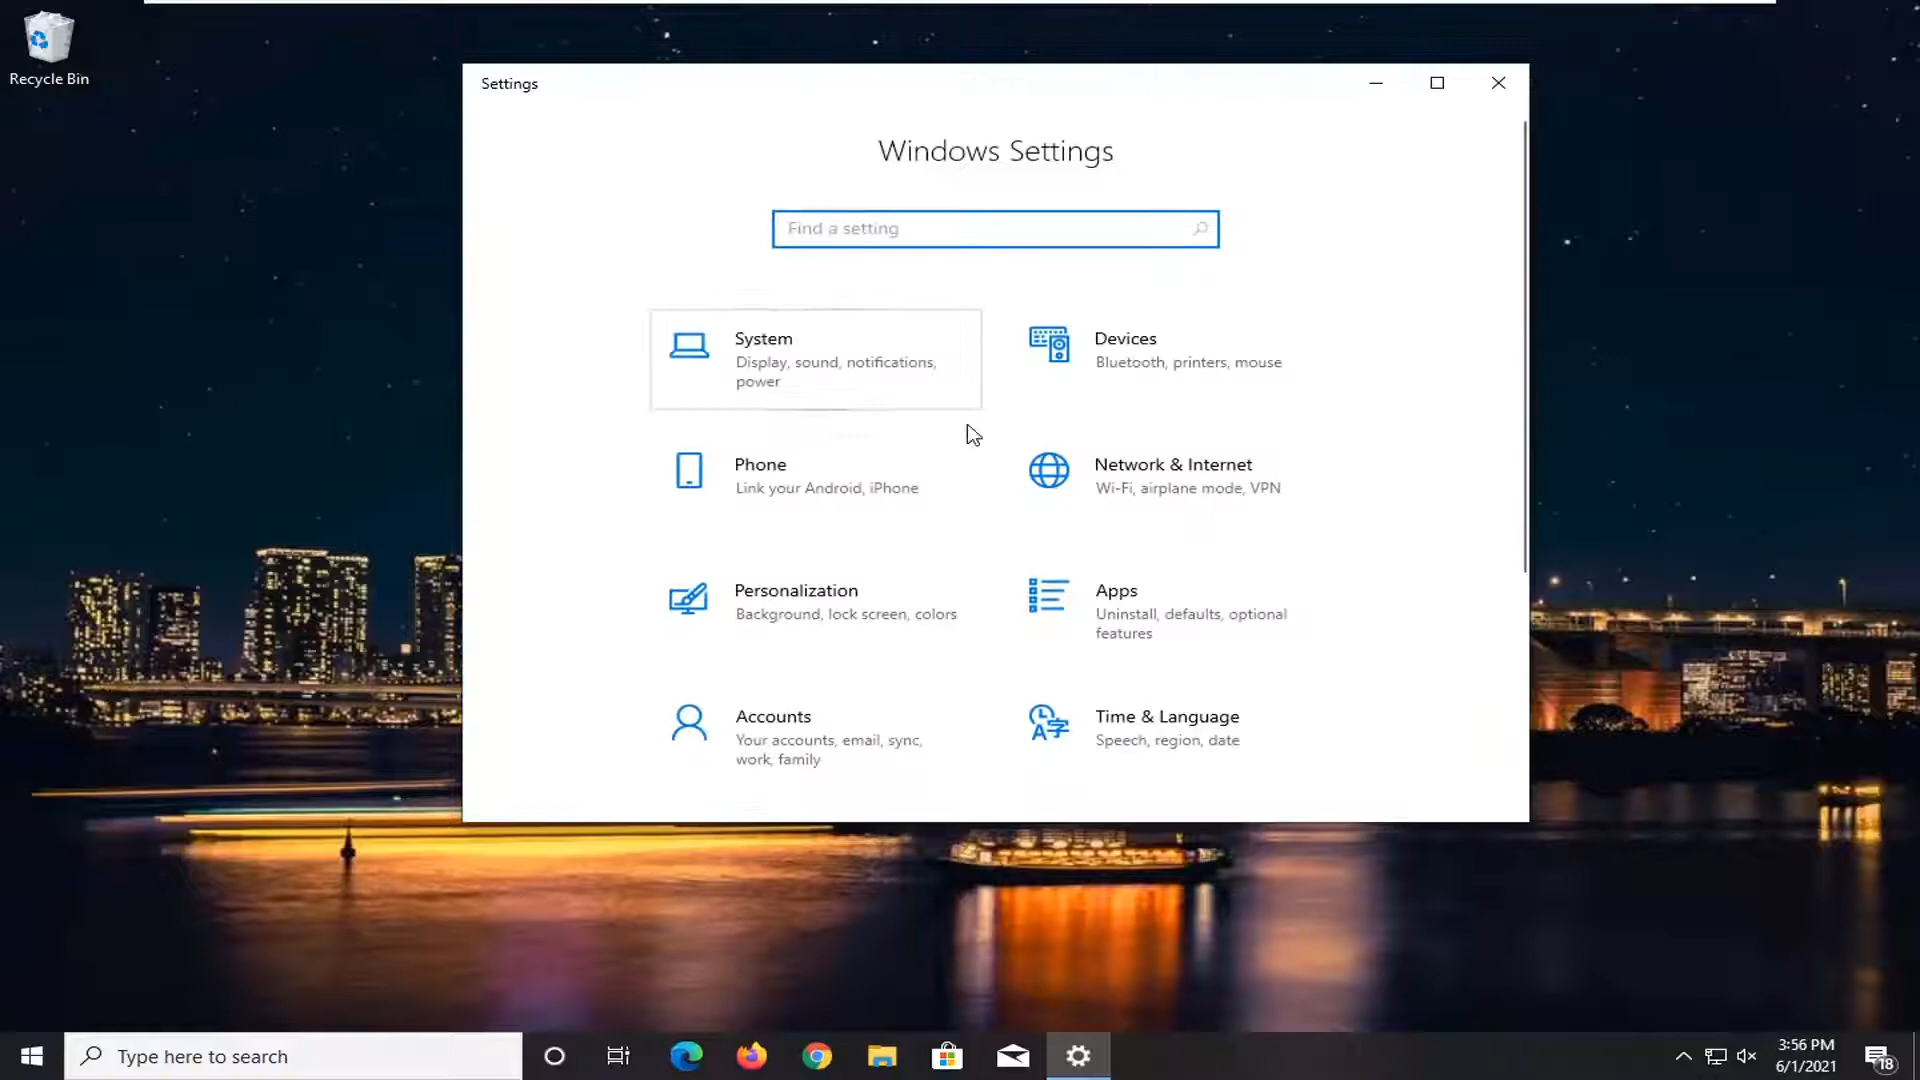 Recycle Bin
Settings
Windows Settings
Find a setting
System
Display, sound, notifications,
power
Devices
Bluetooth, printers, mouse
Phone
Link your Android, iPhone
Network & Internet
Wi-Fi, airplane mode, VPN
Personalization
Background, lock screen, colors
Apps
Uninstall, defaults, optional
features
Accounts
Your accounts, email, sync,
work, family
Time & Language
Speech, region, date
Type here to search
3:56 PM
6/1/2021
18